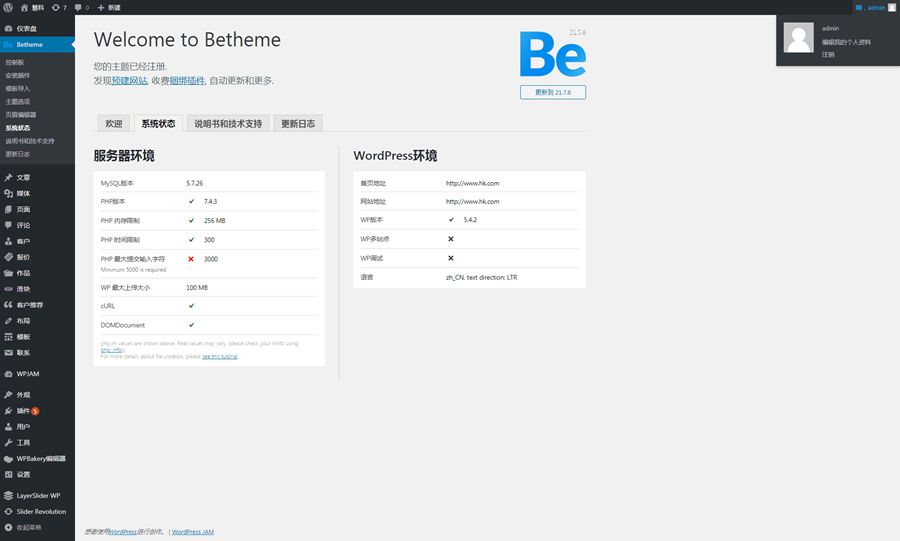 慧科 7 0 新建
嗨，admin
仪表盘
Betheme
控制板
安装插件
模板导入
主题选项
页眉编辑器
系统状态
说明书和技术支持
更新日志
文章
媒体
页面
评论
客户
报价
作品
滑块
客户推荐
布局
模板
联系
WPJAM
外观
插件 5
用户
工具
WPBakery编辑器
设置
LayerSlider WP
Slider Revolution
收起菜单
admin
编辑我的个人资料
注销
Welcome to Betheme
您的主题已经注册.
发现预建网站, 收费捆绑插件, 自动更新和更多.
21.5.6
Be
更新到 21.7.6
欢迎 系统状态 说明书和技术支持 更新日志
服务器环境
MySQL版本 5.7.26
PHP版本 ✔ 7.4.3
PHP 内存限制 ✔ 256 MB
PHP 时间限制 ✔ 300
PHP 最大提交输入字符 ✖ 3000
Minimum 5000 is required
WP 最大上传大小 100 MB
cURL ✔
DOMDocument ✔
php.ini values are shown above. Real values may vary, please check your limits using
php_info()
For more details about file creation, please see this tutorial.
WordPress环境
首页地址 http://www.hk.com
网站地址 http://www.hk.com
WP版本 ✔ 5.4.2
WP多站点 ✖
WP调试 ✖
语言 zh_CN, text direction: LTR
感谢使用WordPress进行创作。 | WordPress JAM